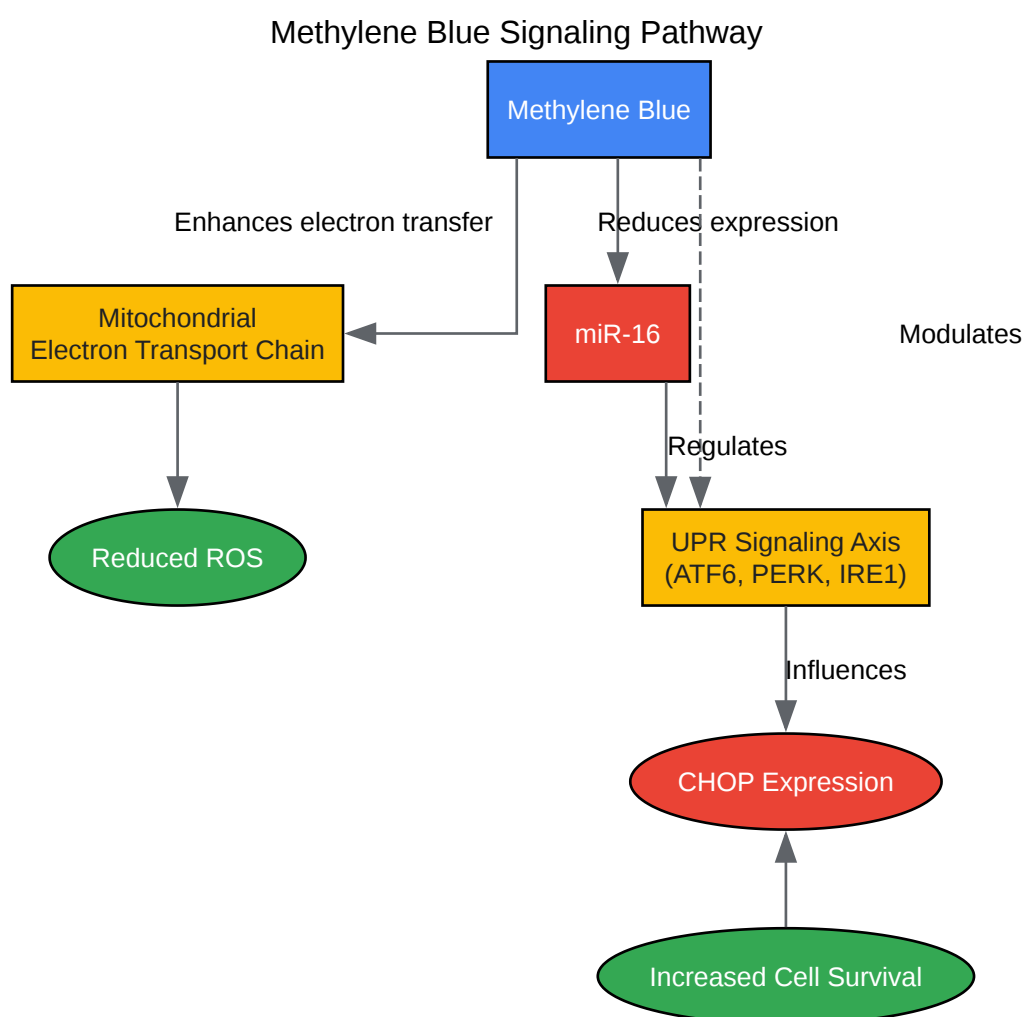 Methylene Blue Signaling Pathway
Methylene Blue
Enhances electron transfer
Reduces expression
Mitochondrial
Electron Transport Chain
miR-16
Modulates
Regulates
Reduced ROS
UPR Signaling Axis
(ATF6, PERK, IRE1)
Influences
CHOP Expression
Increased Cell Survival